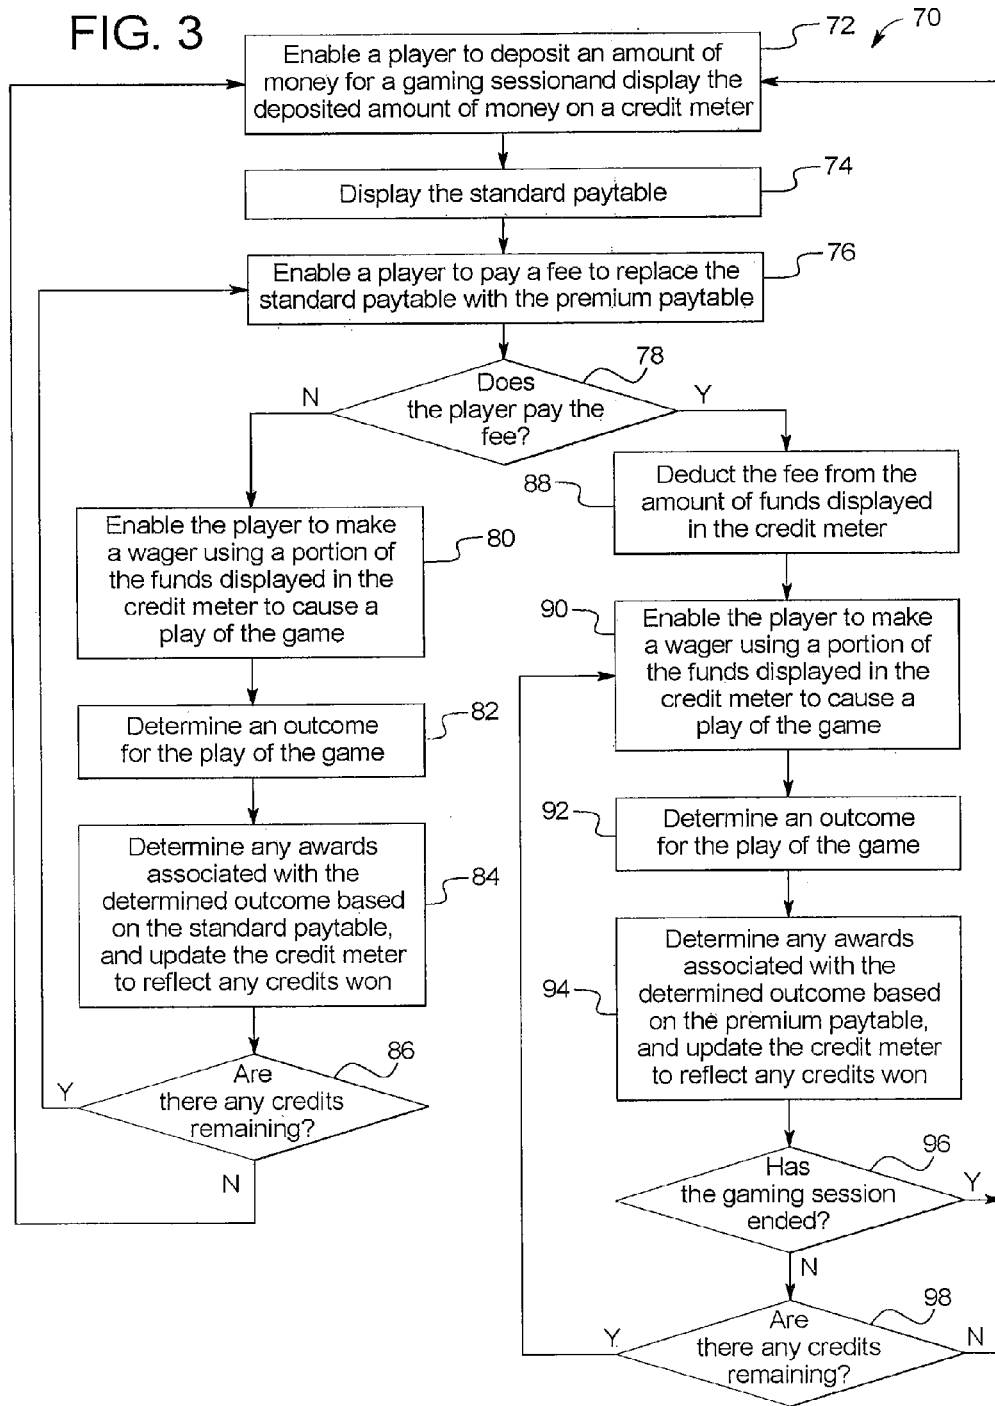 FIG. 3
72
70
Enable a player to deposit an amount of
money for a gaming sessionand display the
deposited amount of money on a credit meter
74
Display the standard paytable
76
Enable a player to pay a fee to replace the
standard paytable with the premium paytable
78
Does
the player pay the
fee?
N
Y
80
Enable the player to make
a wager using a portion of
the funds displayed in the
credit meter to cause a
play of the game
82
Determine an outcome
for the play of the game
84
Determine any awards
associated with the
determined outcome based
on the standard paytable,
and update the credit meter
to reflect any credits won
86
Are
there any credits
remaining?
Y
N
88
Deduct the fee from the
amount of funds displayed
in the credit meter
90
Enable the player to make
a wager using a portion of
the funds displayed in the
credit meter to cause a
play of the game
92
Determine an outcome
for the play of the game
94
Determine any awards
associated with the
determined outcome based
on the premium paytable,
and update the credit meter
to reflect any credits won
96
Has
the gaming session
ended?
Y
N
98
Are
there any credits
remaining?
Y
N